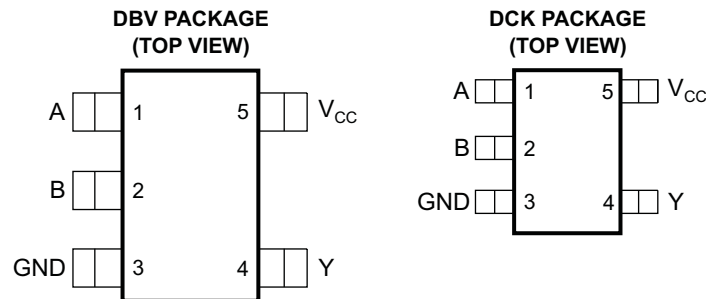 DBV PACKAGE
(TOP VIEW)
A 1 5 VCC
B 2
GND 3 4 Y
DCK PACKAGE
(TOP VIEW)
A 1 5 VCC
B 2
GND 3 4 Y